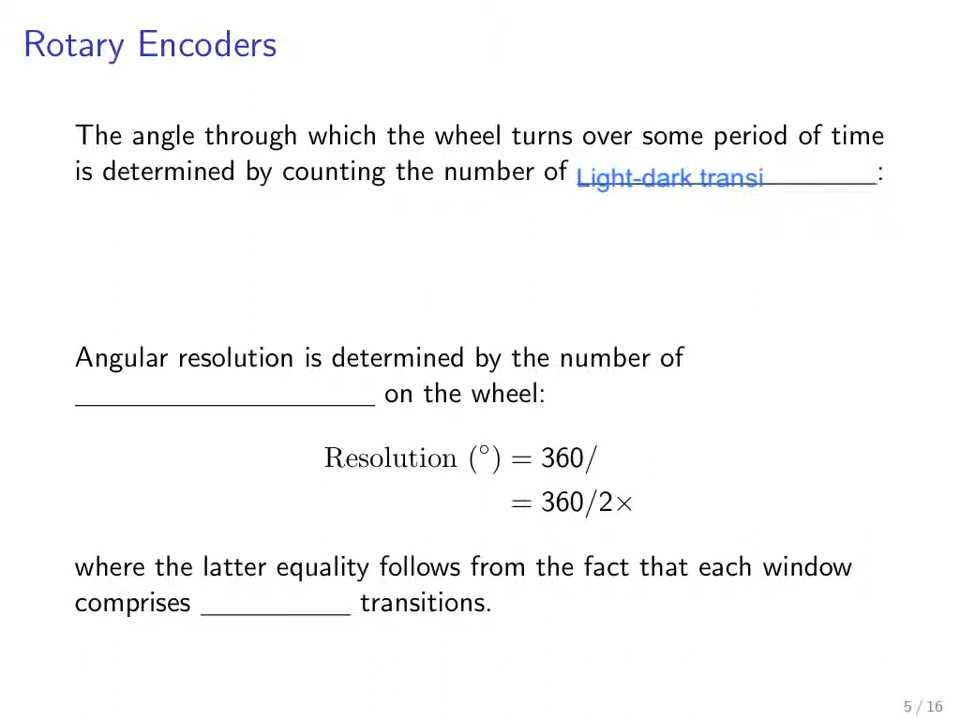 Rotary Encoders
The angle through which the wheel turns over some period of time
is determined by counting the number of Light-dark transi :
Angular resolution is determined by the number of
on the wheel:
Resolution (°) = 360/
= 360/2×
where the latter equality follows from the fact that each window
comprises transitions.
5 / 16